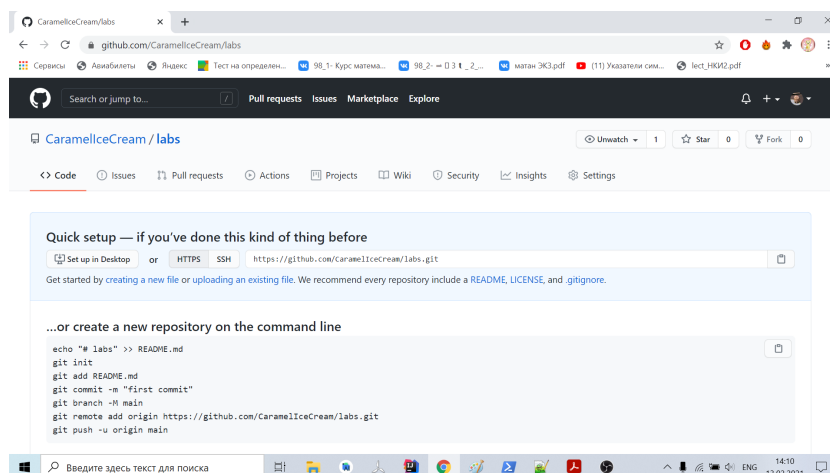 CaramelIceCream/labs
github.com/CaramelIceCream/labs
Сервисы Авиабилеты Яндекс Тест на определен... 98_1- Курс матема... матан ЭКЗ.pdf (11) Указатели сим... lect_НКИ2.pdf »
Search or jump to... / Pull requests Issues Marketplace Explore
CaramelIceCream / labs Unwatch 1 Star 0 Fork 0
Code Issues Pull requests Actions Projects Wiki Security Insights Settings
Quick setup — if you’ve done this kind of thing before
Set up in Desktop or HTTPS SSH https://github.com/CaramelIceCream/labs.git
Get started by creating a new file or uploading an existing file. We recommend every repository include a README, LICENSE, and .gitignore.
...or create a new repository on the command line
echo "# labs" >> README.md
git init
git add README.md
git commit -m "first commit"
git branch -M main
git remote add origin https://github.com/CaramelIceCream/labs.git
git push -u origin main
Введите здесь текст для поиска ENG 14:10